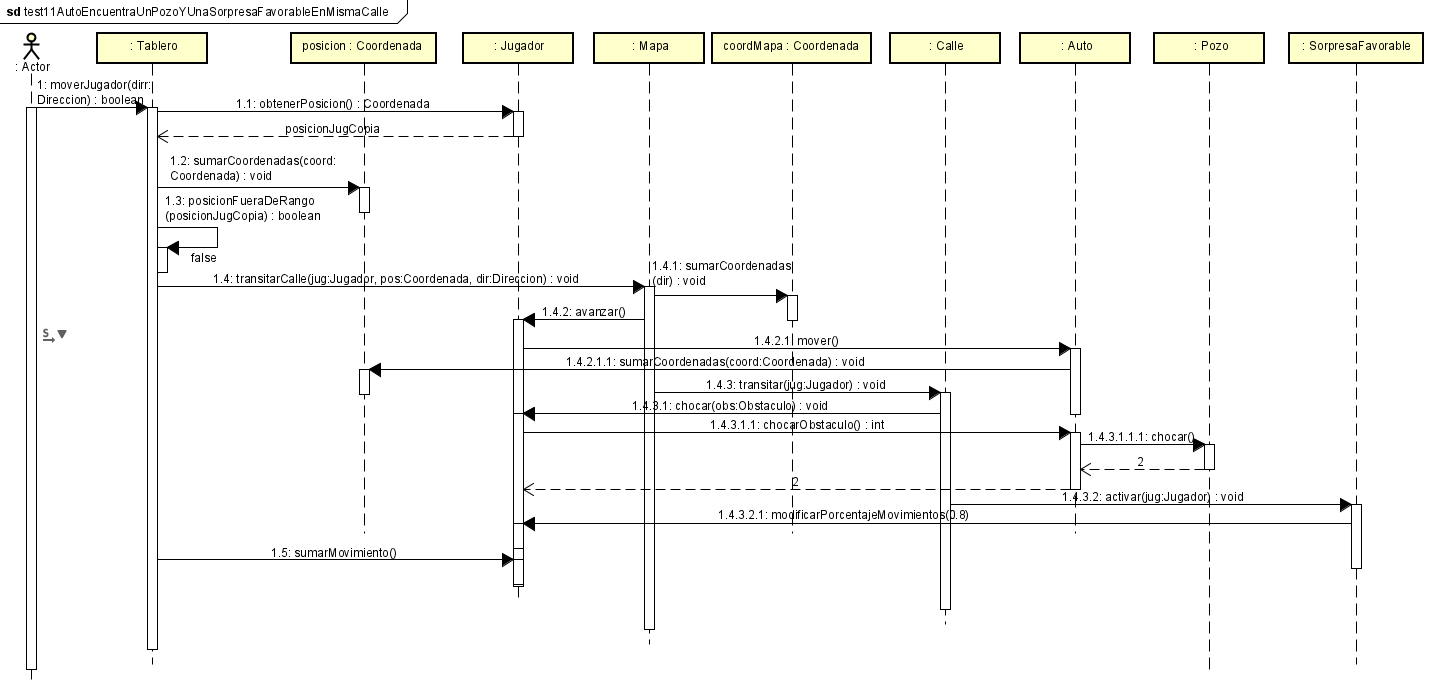 sd test11AutoEncuentraUnPozoYUnaSorpresaFavorableEnMismaCalle
: Actor
: Tablero
posicion : Coordenada
: Jugador
: Mapa
coordMapa : Coordenada
: Calle
: Auto
: Pozo
: SorpresaFavorable
1: moverJugador(dirr:
Direccion) : boolean
1.1: obtenerPosicion() : Coordenada
posicionJugCopia
1.2: sumarCoordenadas(coord:
Coordenada) : void
1.3: posicionFueraDeRango
(posicionJugCopia) : boolean
false
1.4: transitarCalle(jug:Jugador, pos:Coordenada, dir:Direccion) : void
1.4.1: sumarCoordenadas
(dir) : void
1.4.2: avanzar()
S
1.4.2.1: mover()
1.4.2.1.1: sumarCoordenadas(coord:Coordenada) : void
1.4.3: transitar(jug:Jugador) : void
1.4.3.1: chocar(obs:Obstaculo) : void
1.4.3.1.1: chocarObstaculo() : int
1.4.3.1.1.1: chocar()
2
2
1.4.3.2: activar(jug:Jugador) : void
1.4.3.2.1: modificarPorcentajeMovimientos(0.8)
1.5: sumarMovimiento()